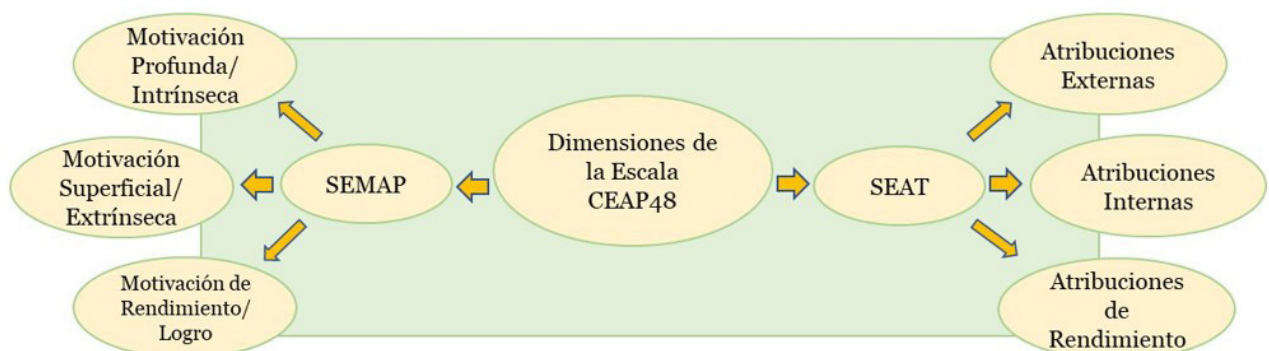 Motivación
Profunda/
Intrínseca
Motivación
Superficial/
Extrínseca
Motivación de
Rendimiento/
Logro
SEMAP
Dimensiones de
la Escala
CEAP48
SEAT
Atribuciones
Externas
Atribuciones
Internas
Atribuciones
de
Rendimiento